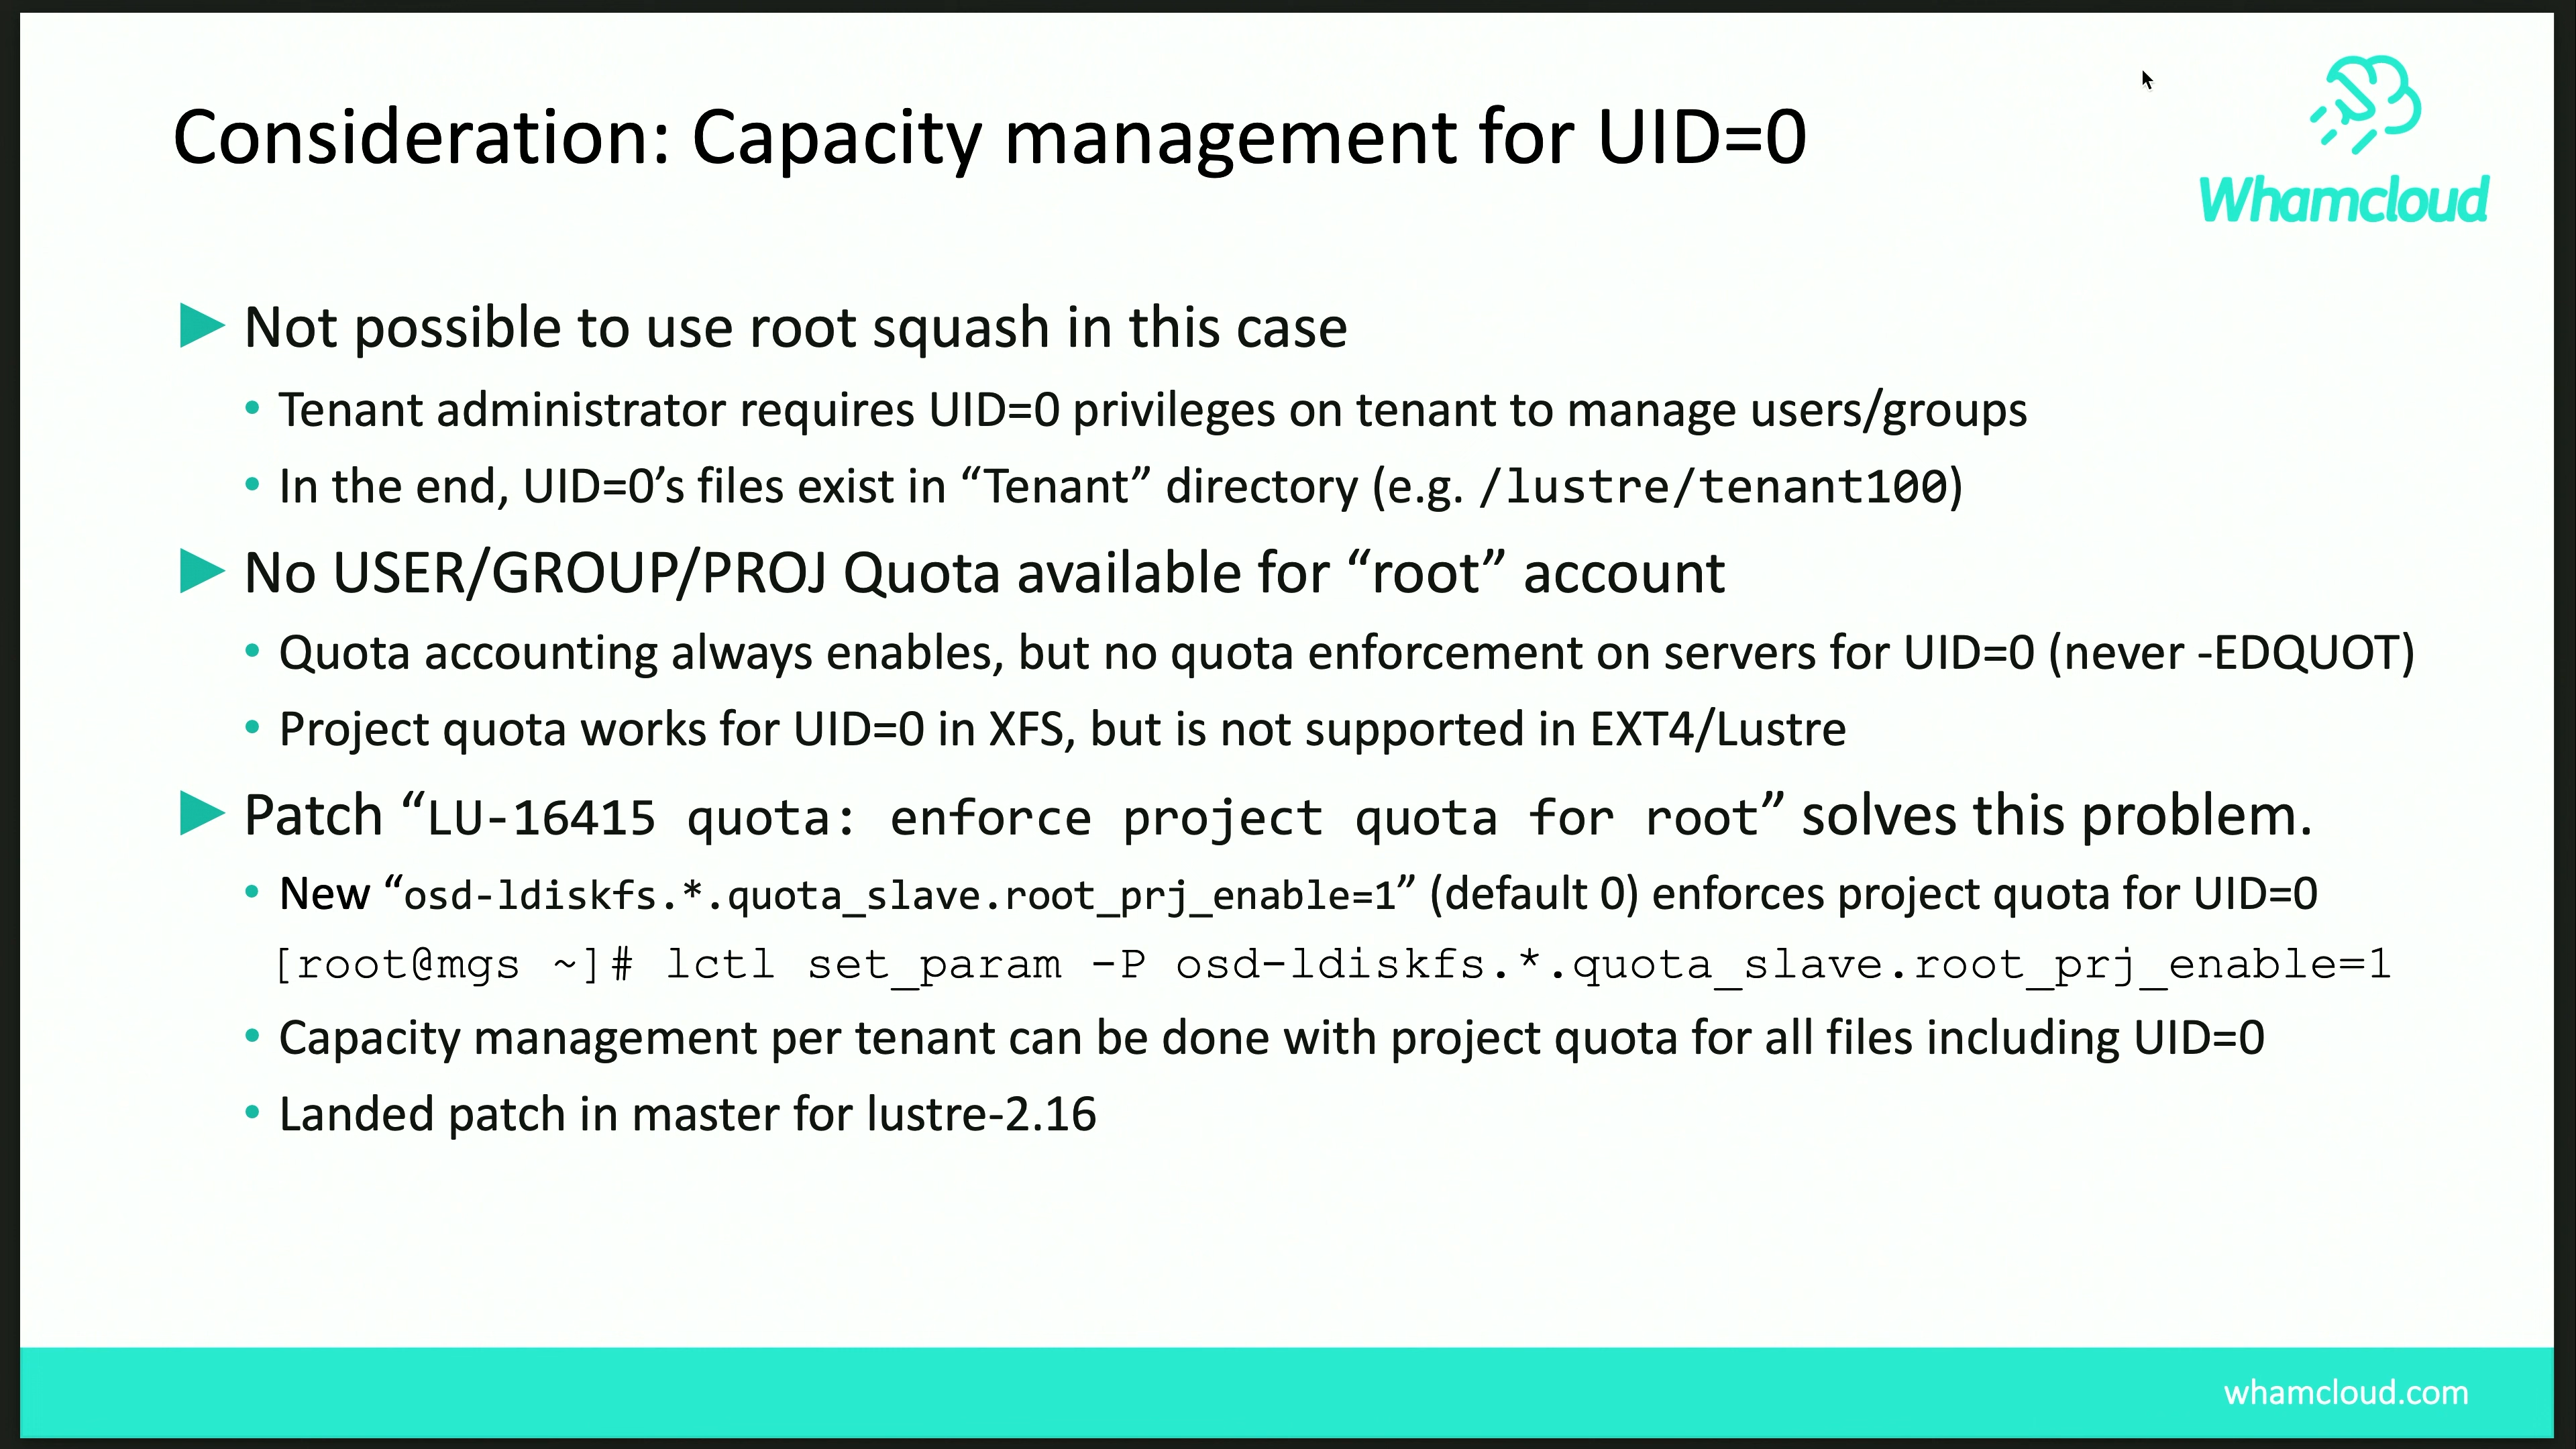 Consideration: Capacity management for UID=0
Whamcloud
Not possible to use root squash in this case
• Tenant administrator requires UID=0 privileges on tenant to manage users/groups
• In the end, UID=0’s files exist in “Tenant” directory (e.g. /lustre/tenant100)
No USER/GROUP/PROJ Quota available for “root” account
• Quota accounting always enables, but no quota enforcement on servers for UID=0 (never -EDQUOT)
• Project quota works for UID=0 in XFS, but is not supported in EXT4/Lustre
Patch “LU-16415 quota: enforce project quota for root” solves this problem.
• New “osd-ldiskfs.*.quota_slave.root_prj_enable=1” (default 0) enforces project quota for UID=0
[root@mgs ~]# lctl set_param -P osd-ldiskfs.*.quota_slave.root_prj_enable=1
• Capacity management per tenant can be done with project quota for all files including UID=0
• Landed patch in master for lustre-2.16
whamcloud.com